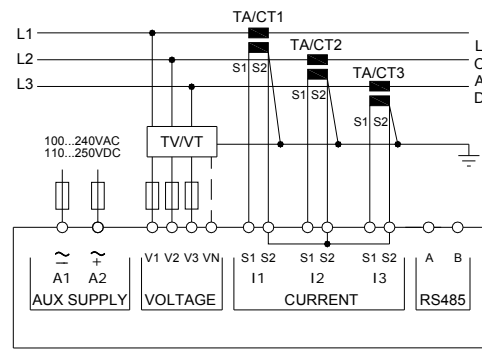 TA/CT1
L1
L2
TA/CT2
L
O
A
D
S1 S2
L3
TA/CT3
S1 S2
S1 S2
100...240VAC
110...250VDC
TV/VT
~ ~
− +
V1 V2 V3 VN S1 S2 S1 S2 S1 S2 A B
A1 A2 I1 I2 I3
AUX SUPPLY VOLTAGE CURRENT RS485